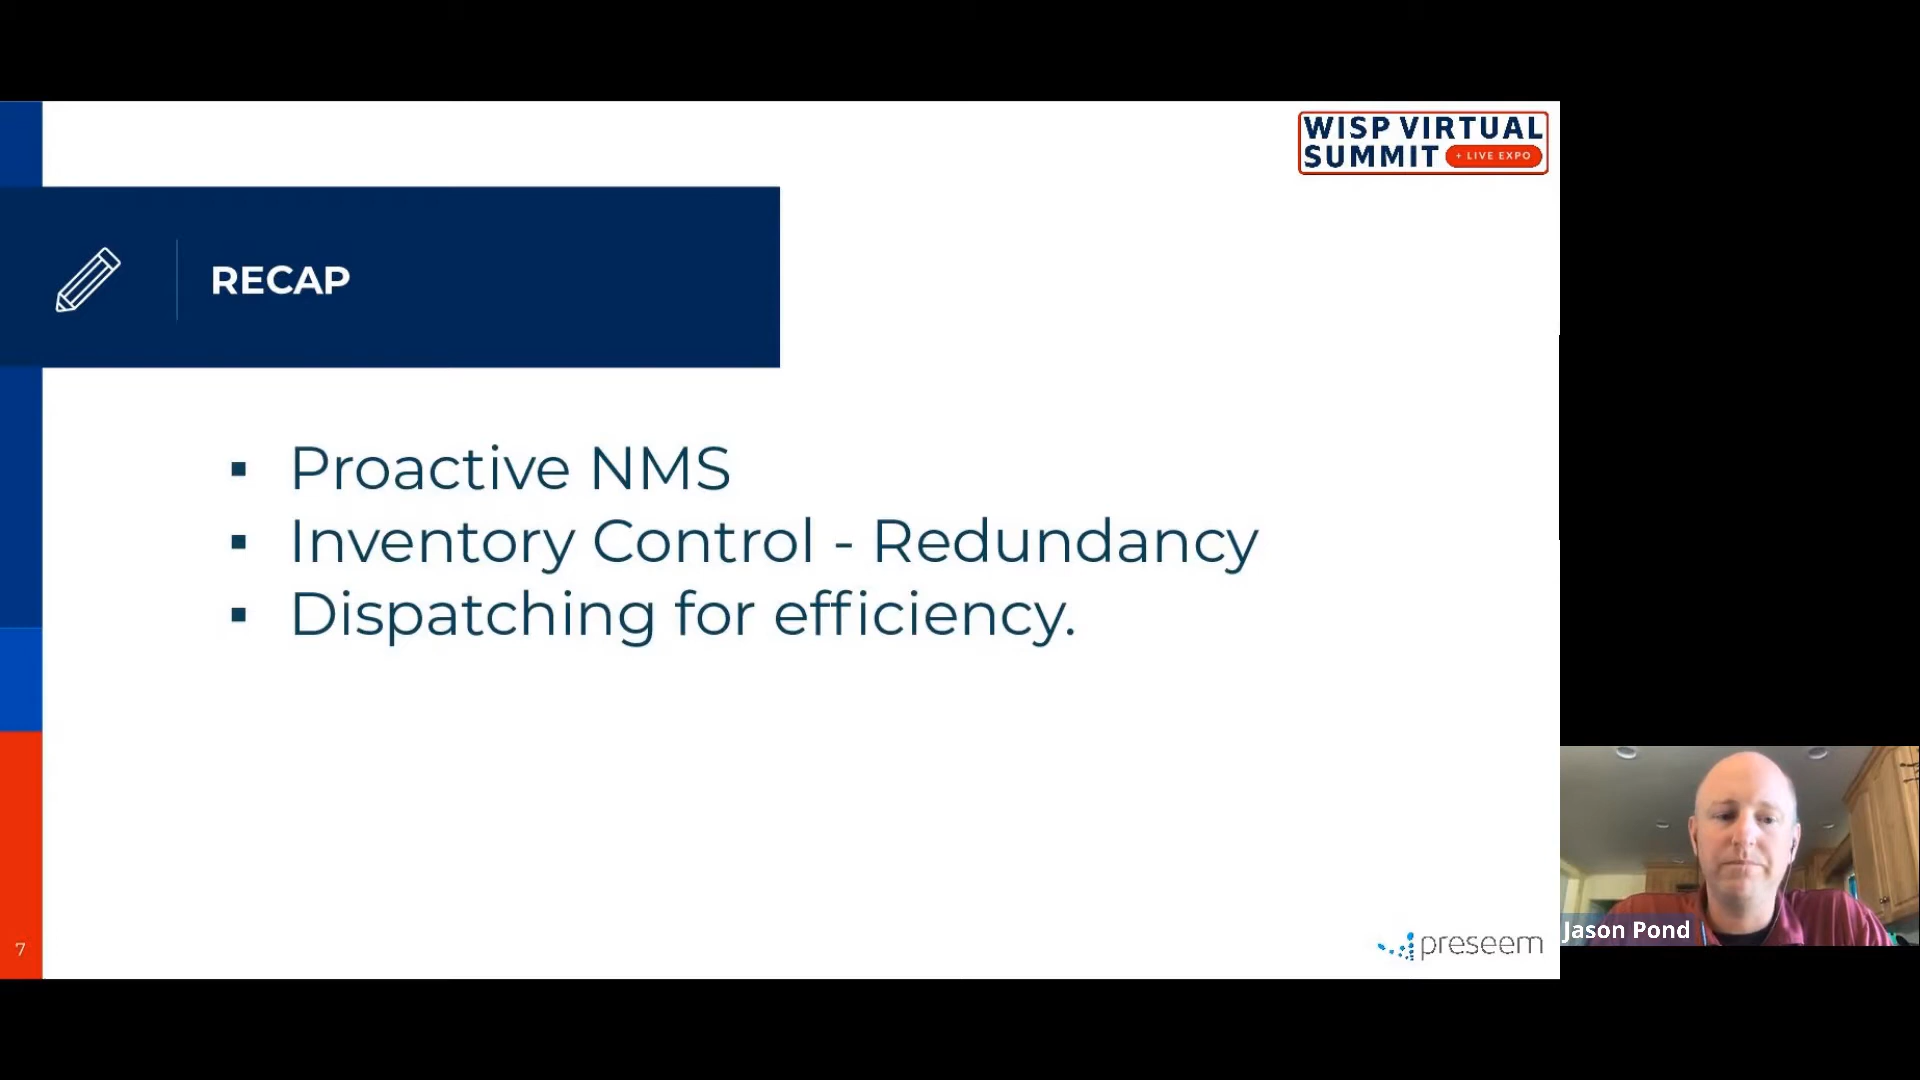 WISP VIRTUAL
SUMMIT + LIVE EXPO
RECAP
▪ Proactive NMS
▪ Inventory Control - Redundancy
▪ Dispatching for efficiency.
7
preseem
Jason Pond